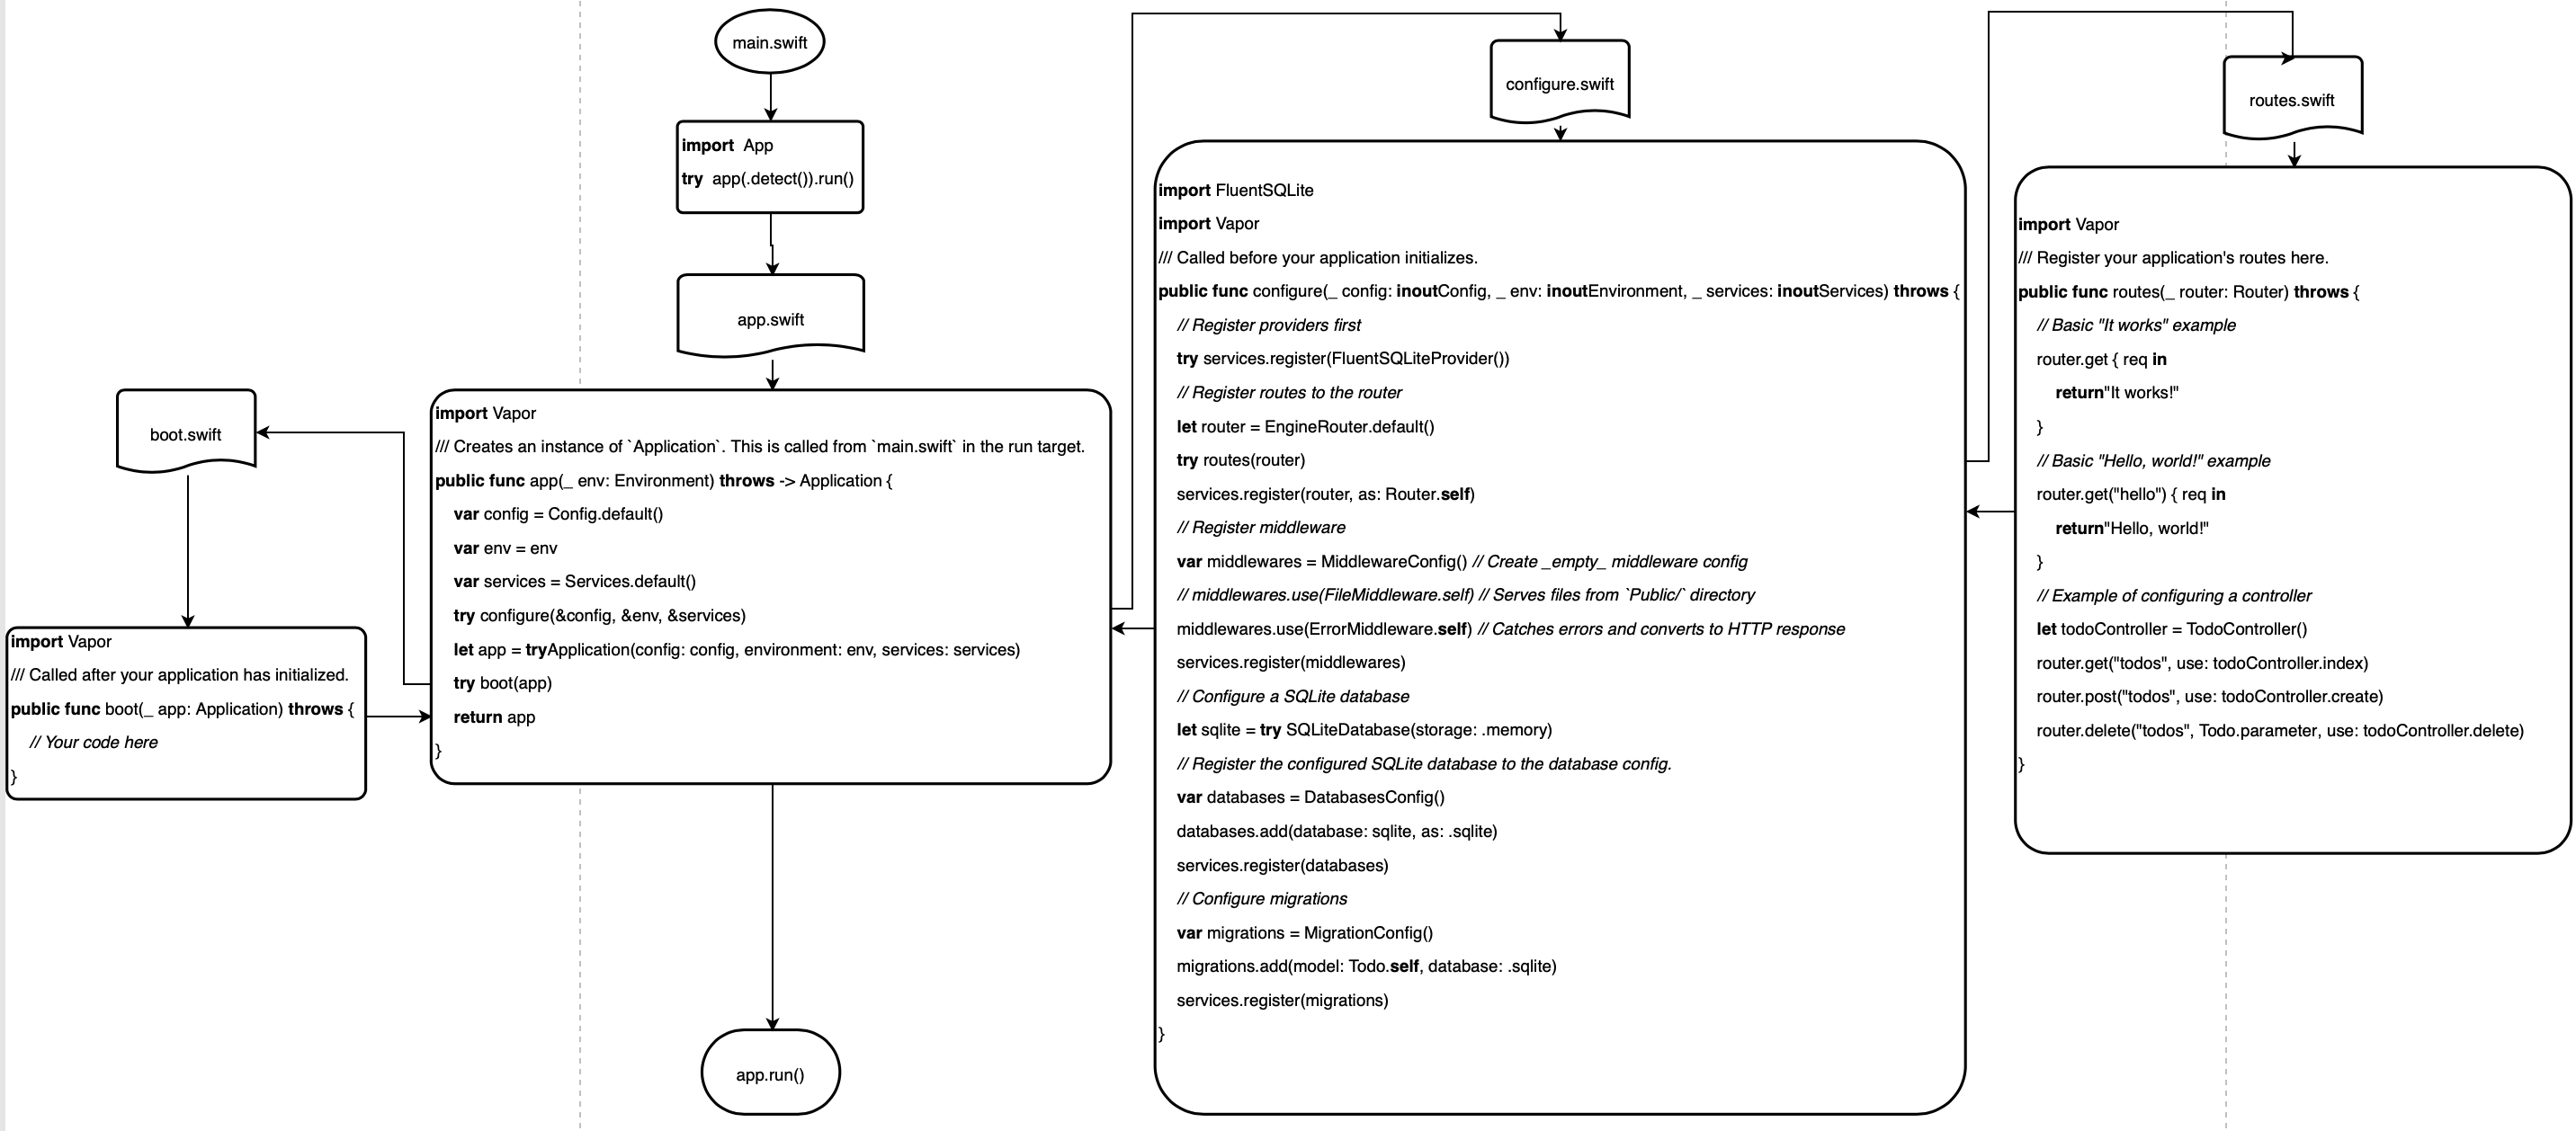 main.swift
import App
try app(.detect()).run()
app.swift
import Vapor
/// Creates an instance of `Application`. This is called from `main.swift` in the run target.
public func app(_ env: Environment) throws -> Application {
var config = Config.default()
var env = env
var services = Services.default()
try configure(&config, &env, &services)
let app = tryApplication(config: config, environment: env, services: services)
try boot(app)
return app
}
boot.swift
import Vapor
/// Called after your application has initialized.
public func boot(_ app: Application) throws {
// Your code here
}
app.run()
configure.swift
import FluentSQLite
import Vapor
/// Called before your application initializes.
public func configure(_ config: inoutConfig, _ env: inoutEnvironment, _ services: inoutServices) throws {
// Register providers first
try services.register(FluentSQLiteProvider())
// Register routes to the router
let router = EngineRouter.default()
try routes(router)
services.register(router, as: Router.self)
// Register middleware
var middlewares = MiddlewareConfig() // Create _empty_ middleware config
// middlewares.use(FileMiddleware.self) // Serves files from `Public/` directory
middlewares.use(ErrorMiddleware.self) // Catches errors and converts to HTTP response
services.register(middlewares)
// Configure a SQLite database
let sqlite = try SQLiteDatabase(storage: .memory)
// Register the configured SQLite database to the database config.
var databases = DatabasesConfig()
databases.add(database: sqlite, as: .sqlite)
services.register(databases)
// Configure migrations
var migrations = MigrationConfig()
migrations.add(model: Todo.self, database: .sqlite)
services.register(migrations)
}
routes.swift
import Vapor
/// Register your application's routes here.
public func routes(_ router: Router) throws {
// Basic "It works" example
router.get { req in
return"It works!"
}
// Basic "Hello, world!" example
router.get("hello") { req in
return"Hello, world!"
}
// Example of configuring a controller
let todoController = TodoController()
router.get("todos", use: todoController.index)
router.post("todos", use: todoController.create)
router.delete("todos", Todo.parameter, use: todoController.delete)
}